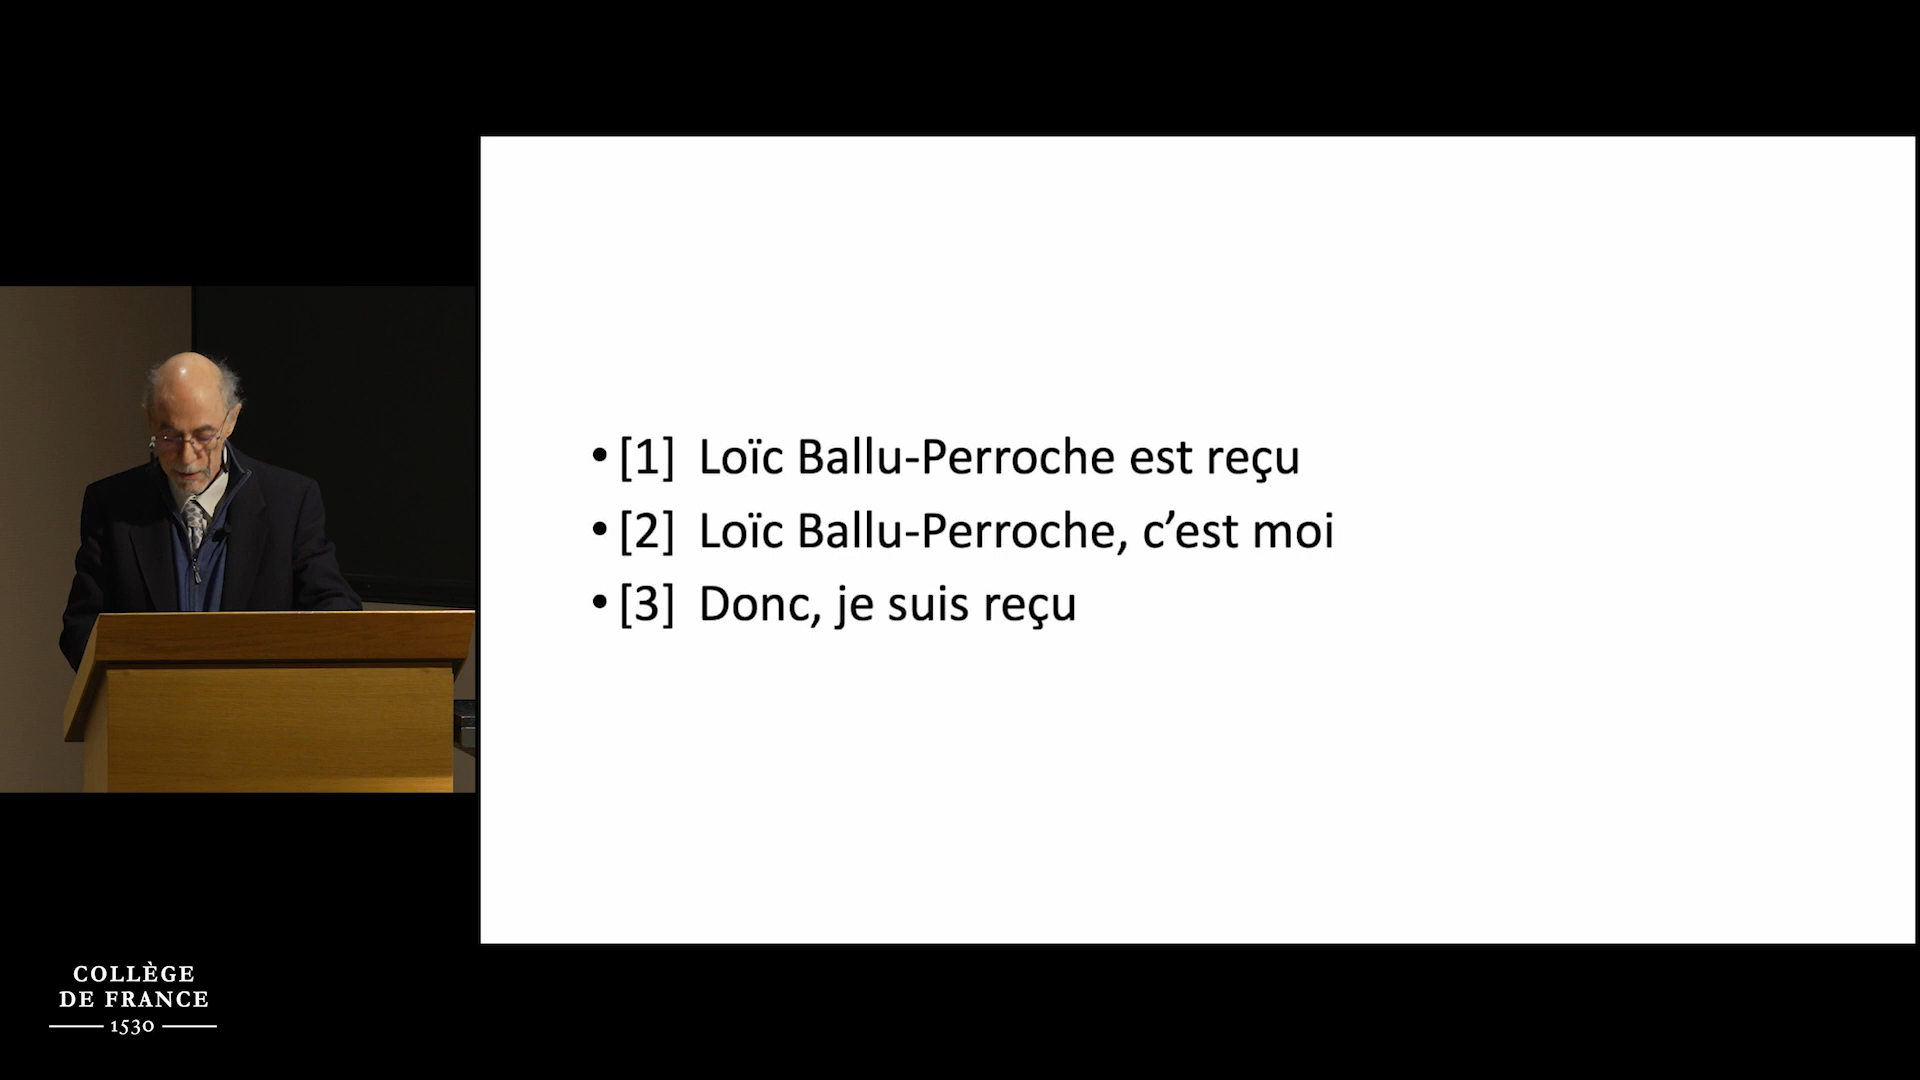 • [1] Loïc Ballu-Perroche est reçu
• [2] Loïc Ballu-Perroche, c’est moi
• [3] Donc, je suis reçu
COLLÈGE
DE FRANCE
1530